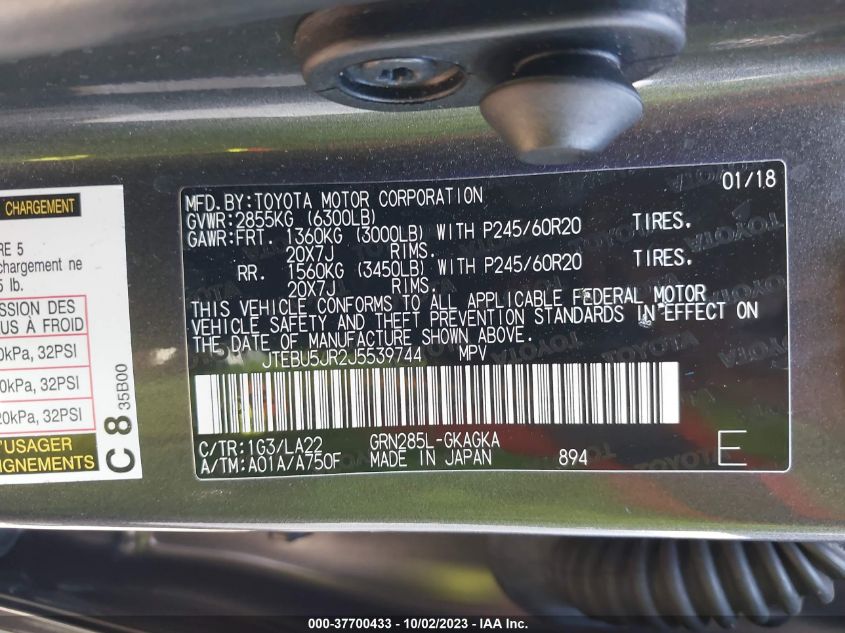 CHARGEMENT
RE 5
chargement ne
5 lb.
SSION DES
US À FROID
0kPa, 32PSI
0kPa, 32PSI
20kPa, 32PSI
'USAGER
IGNEMENTS
C 8 35B00
01/18
MFD.BY:TOYOTA MOTOR CORPORATION
GVWR:2855KG (6300LB)
GAWR:FRT. 1360KG (3000LB) WITH P245/60R20 TIRES.
20X7J RIMS.
RR. 1560KG (3450LB) WITH P245/60R20 TIRES.
20X7J RIMS.
THIS VEHICLE CONFORMS TO ALL APPLICABLE FEDERAL MOTOR
VEHICLE SAFETY AND THEFT PREVENTION STANDARDS IN EFFECT ON
THE DATE OF MANUFACTURE SHOWN ABOVE.
JTEBU5JR2J5539744 MPV
C/TR:1G3/LA22 GRN285L-GKAGKA
A/TM:A01A/A750F MADE IN JAPAN 894 E
000-37700433 - 10/02/2023 - IAA Inc.